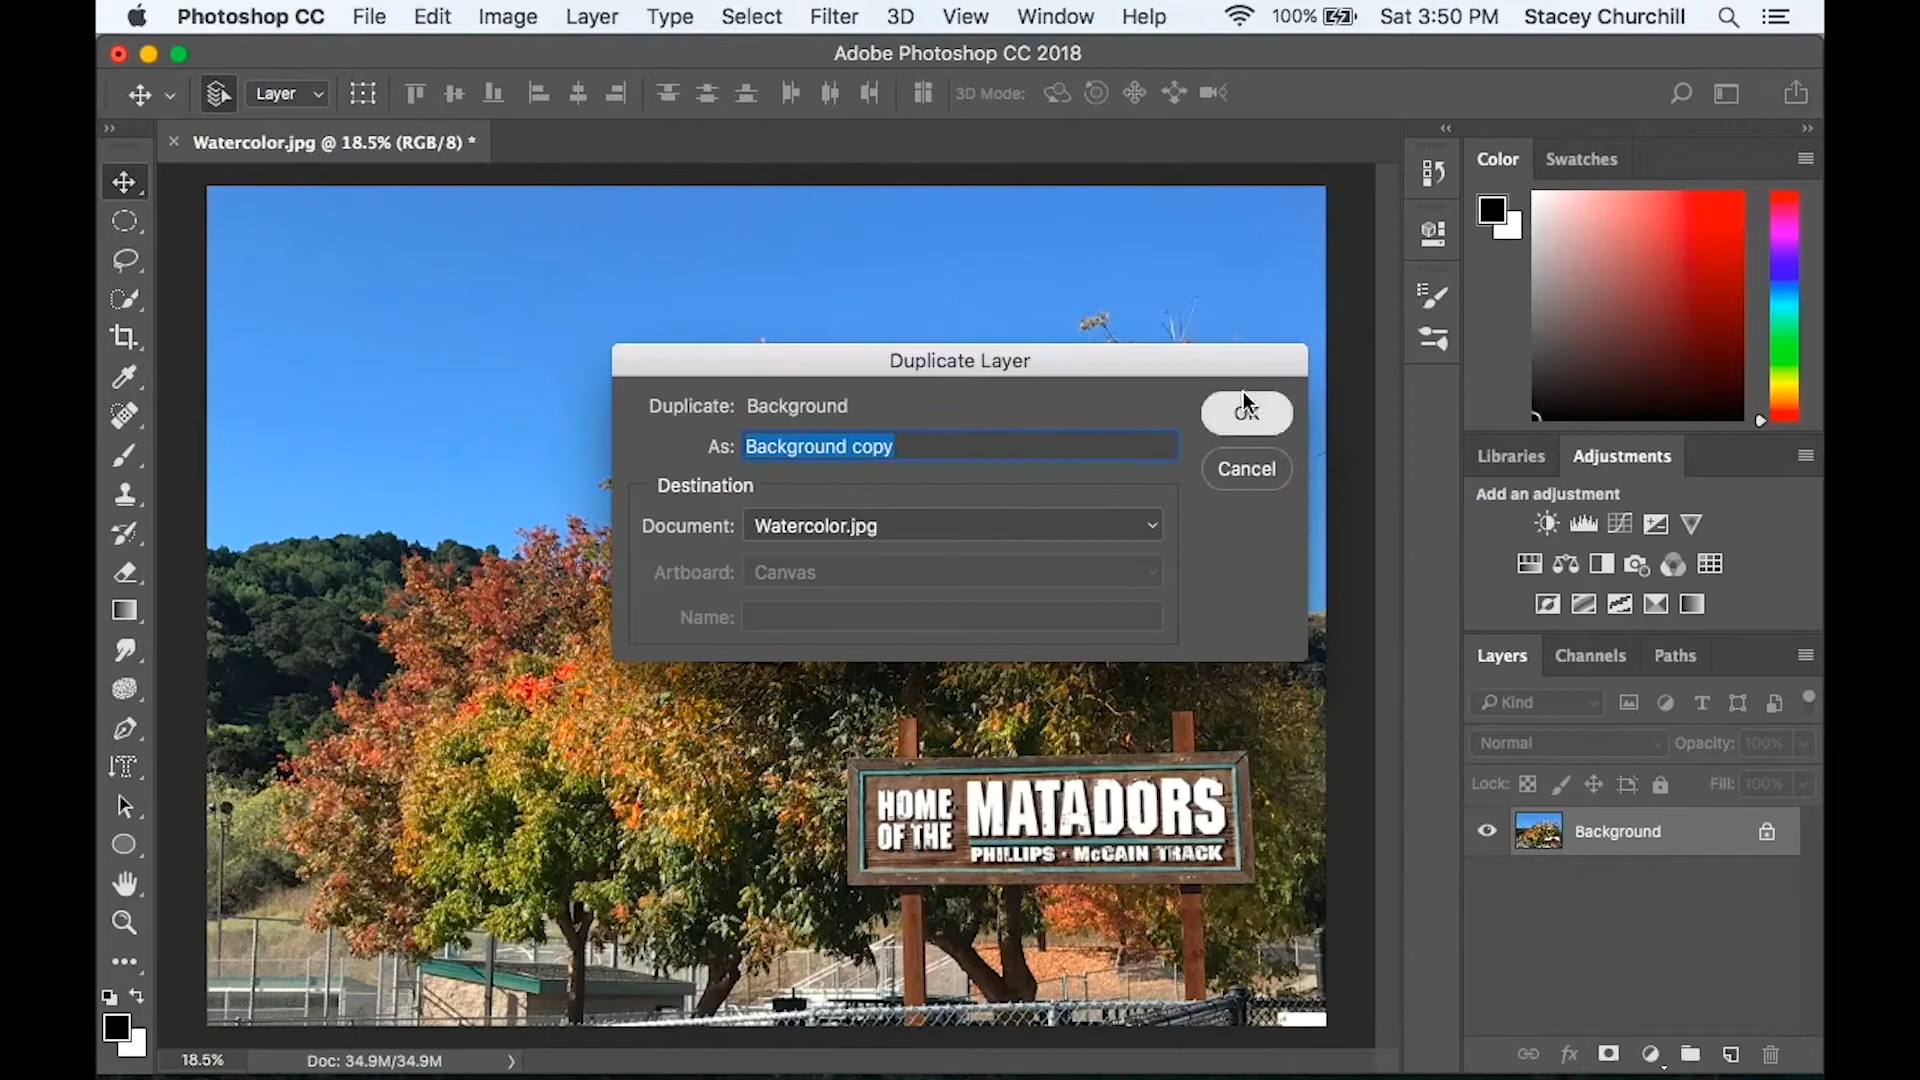 Photoshop CC File Edit Image Layer Type Select Filter 3D View Window Help 100% Sat 3:50 PM Stacey Churchill
Adobe Photoshop CC 2018
Layer 3D Mode:
Watercolor.jpg @ 18.5% (RGB/8) *
Color Swatches
Duplicate Layer
Duplicate: Background
OK
As: Background copy
Cancel
Destination
Document: Watercolor.jpg
Artboard: Canvas
Name:
Libraries Adjustments
Add an adjustment
Layers Channels Paths
Kind
Normal Opacity: 100%
Lock: Fill: 100%
Background
HOME OF THE MATADORS
PHILLIPS · McCAIN TRACK
18.5% Doc: 34.9M/34.9M